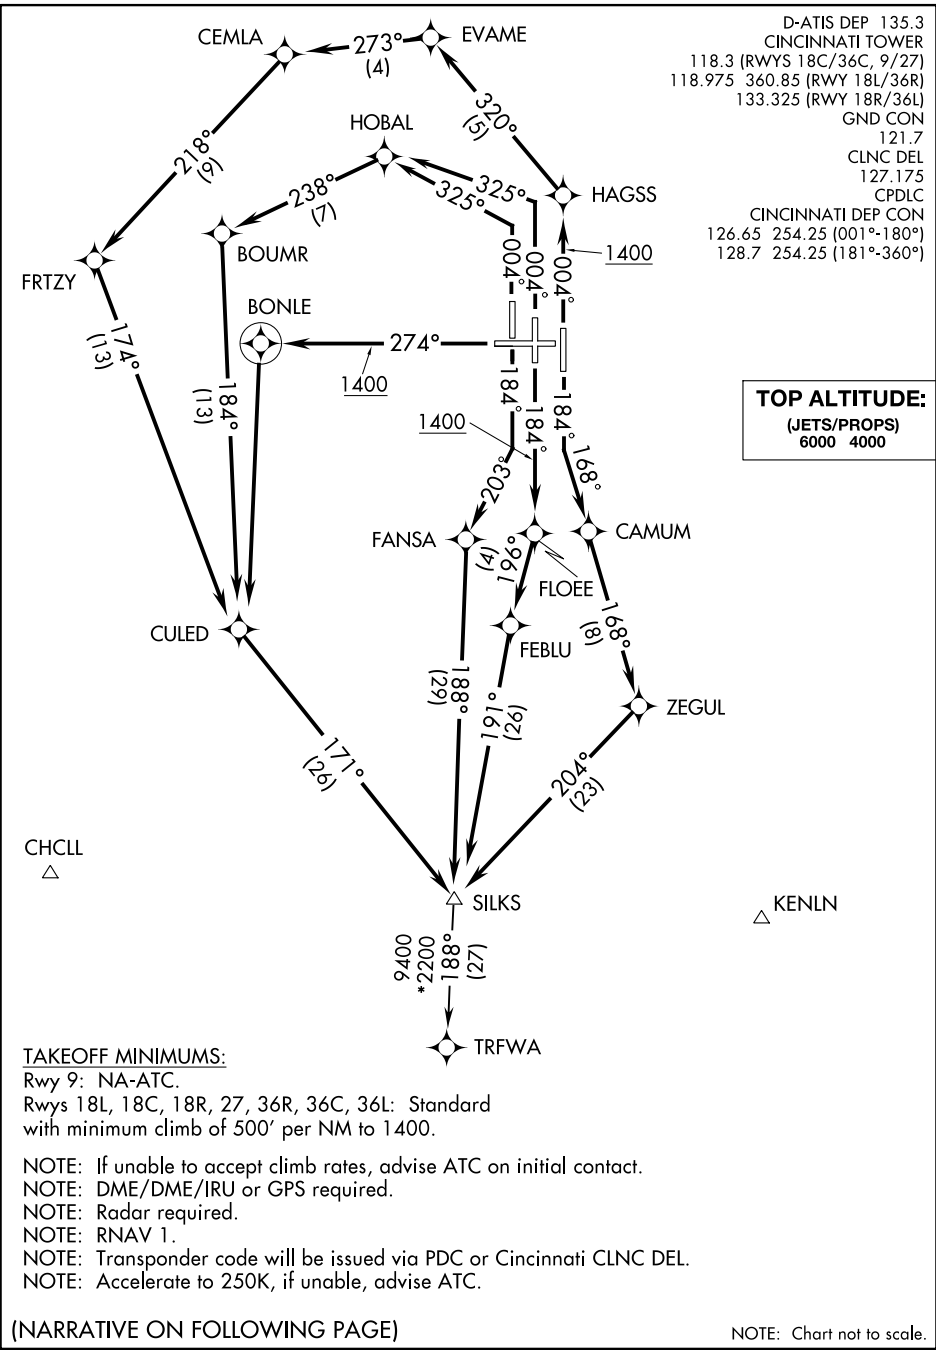 D-ATIS DEP 135.3
CINCINNATI TOWER
118.3 (RWYS 18C/36C, 9/27)
118.975 360.85 (RWY 18L/36R)
133.325 (RWY 18R/36L)
GND CON
121.7
CLNC DEL
127.175
CPDLC
CINCINNATI DEP CON
126.65 254.25 (001°-180°)
128.7 254.25 (181°-360°)
CEMLA
273°
(4)
EVAME
320°
(5)
218°
(9)
HOBAL
325°
325°
HAGSS
238°
(7)
004°
004°
004°
1400
BOUMR
FRTZY
BONLE
274°
1400
174°
(13)
184°
(13)
184°
184°
184°
1400
TOP ALTITUDE:
(JETS/PROPS)
6000 4000
203°
168°
FANSA
(4)
196°
FLOEE
CAMUM
CULED
FEBLU
168°
(8)
188°
(29)
191°
(26)
ZEGUL
171°
(26)
204°
(23)
CHCLL
SILKS
KENLN
9400
*2200
188°
(27)
TRFWA
TAKEOFF MINIMUMS:
Rwy 9: NA-ATC.
Rwys 18L, 18C, 18R, 27, 36R, 36C, 36L: Standard
with minimum climb of 500' per NM to 1400.
NOTE: If unable to accept climb rates, advise ATC on initial contact.
NOTE: DME/DME/IRU or GPS required.
NOTE: Radar required.
NOTE: RNAV 1.
NOTE: Transponder code will be issued via PDC or Cincinnati CLNC DEL.
NOTE: Accelerate to 250K, if unable, advise ATC.
(NARRATIVE ON FOLLOWING PAGE)
NOTE: Chart not to scale.